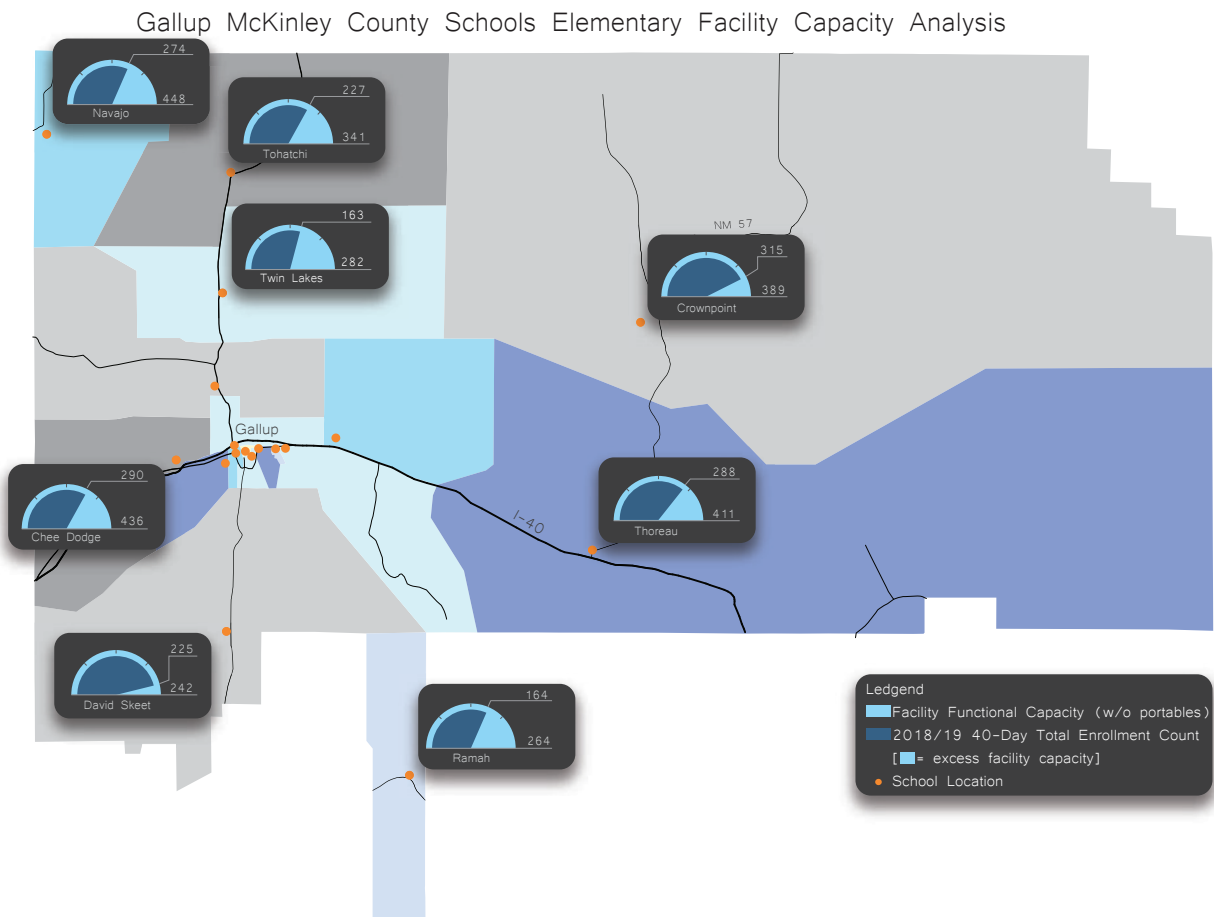 Gallup McKinley County Schools Elementary Facility Capacity Analysis
274
448
Navajo
227
341
Tohatchi
163
282
Twin Lakes
NM 57
315
389
Crownpoint
Gallup
290
436
Chee Dodge
288
411
Thoreau
I-40
225
242
David Skeet
164
264
Ramah
Ledgend
Facility Functional Capacity (w/o portables)
2018/19 40-Day Total Enrollment Count
[ = excess facility capacity]
School Location